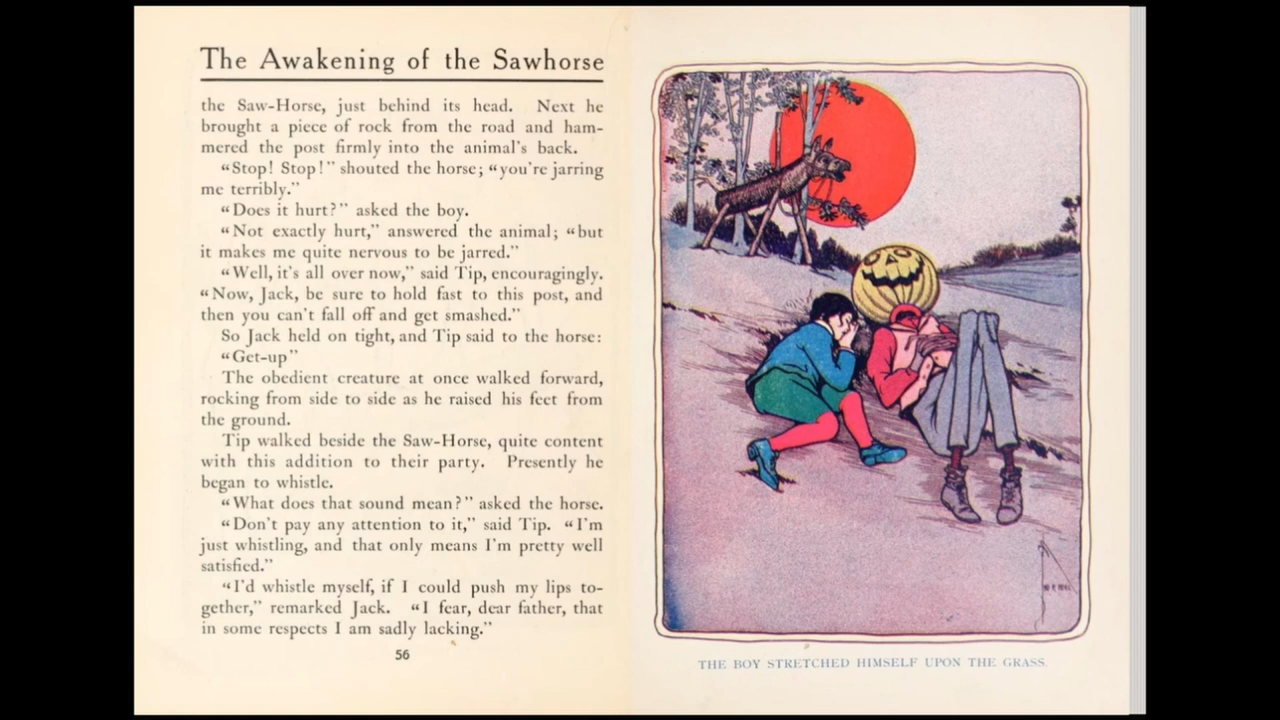 The Awakening of the Sawhorse
the Saw-Horse, just behind its head. Next he
brought a piece of rock from the road and ham-
mered the post firmly into the animal's back.
"Stop! Stop!" shouted the horse; "you're jarring
me terribly."
"Does it hurt?" asked the boy.
"Not exactly hurt," answered the animal; "but
it makes me quite nervous to be jarred."
"Well, it's all over now," said Tip, encouragingly.
"Now, Jack, be sure to hold fast to this post, and
then you can't fall off and get smashed."
So Jack held on tight, and Tip said to the horse:
"Get-up"
The obedient creature at once walked forward,
rocking from side to side as he raised his feet from
the ground.
Tip walked beside the Saw-Horse, quite content
with this addition to their party. Presently he
began to whistle.
"What does that sound mean?" asked the horse.
"Don't pay any attention to it," said Tip. "I'm
just whistling, and that only means I'm pretty well
satisfied."
"I'd whistle myself, if I could push my lips to-
gether," remarked Jack. "I fear, dear father, that
in some respects I am sadly lacking."
56
THE BOY STRETCHED HIMSELF UPON THE GRASS.